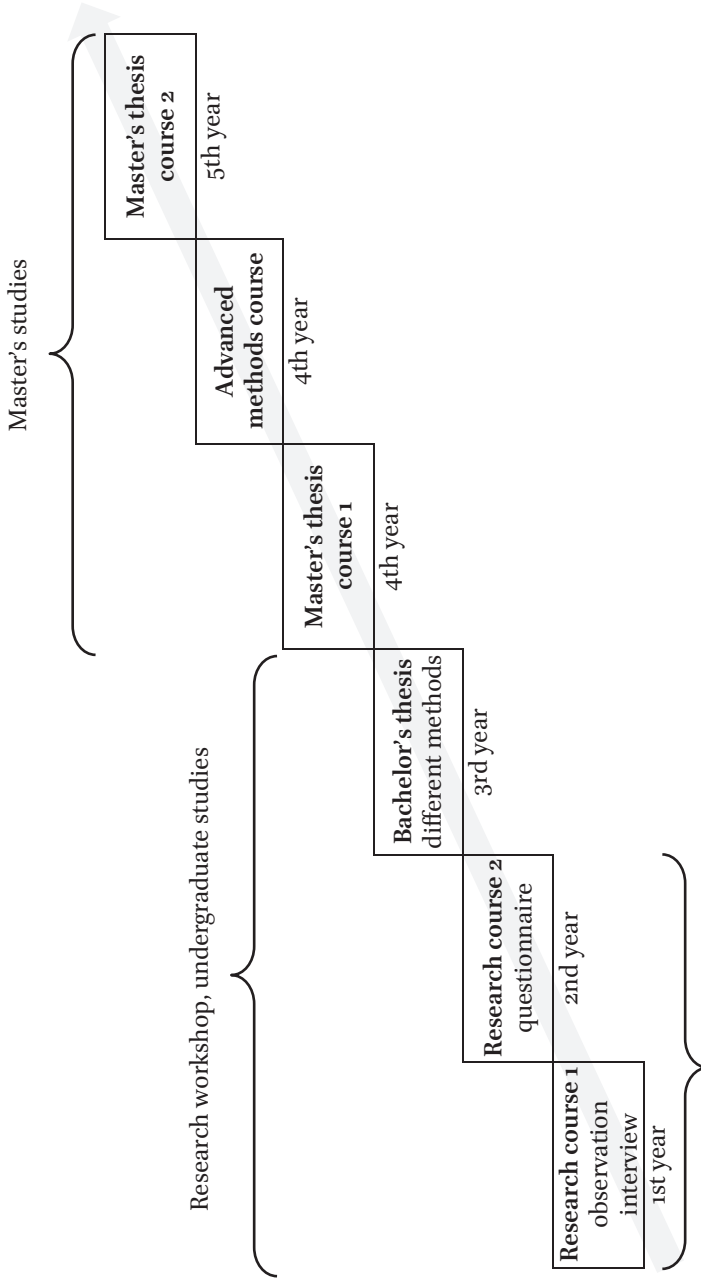 Master's studies
Master's thesis
course 2
5th year
Advanced
methods course
4th year
Master's thesis
course 1
4th year
Research workshop, undergraduate studies
Bachelor's thesis
different methods
3rd year
Research course 2
questionnaire
2nd year
Research course 1
observation
interview
1st year